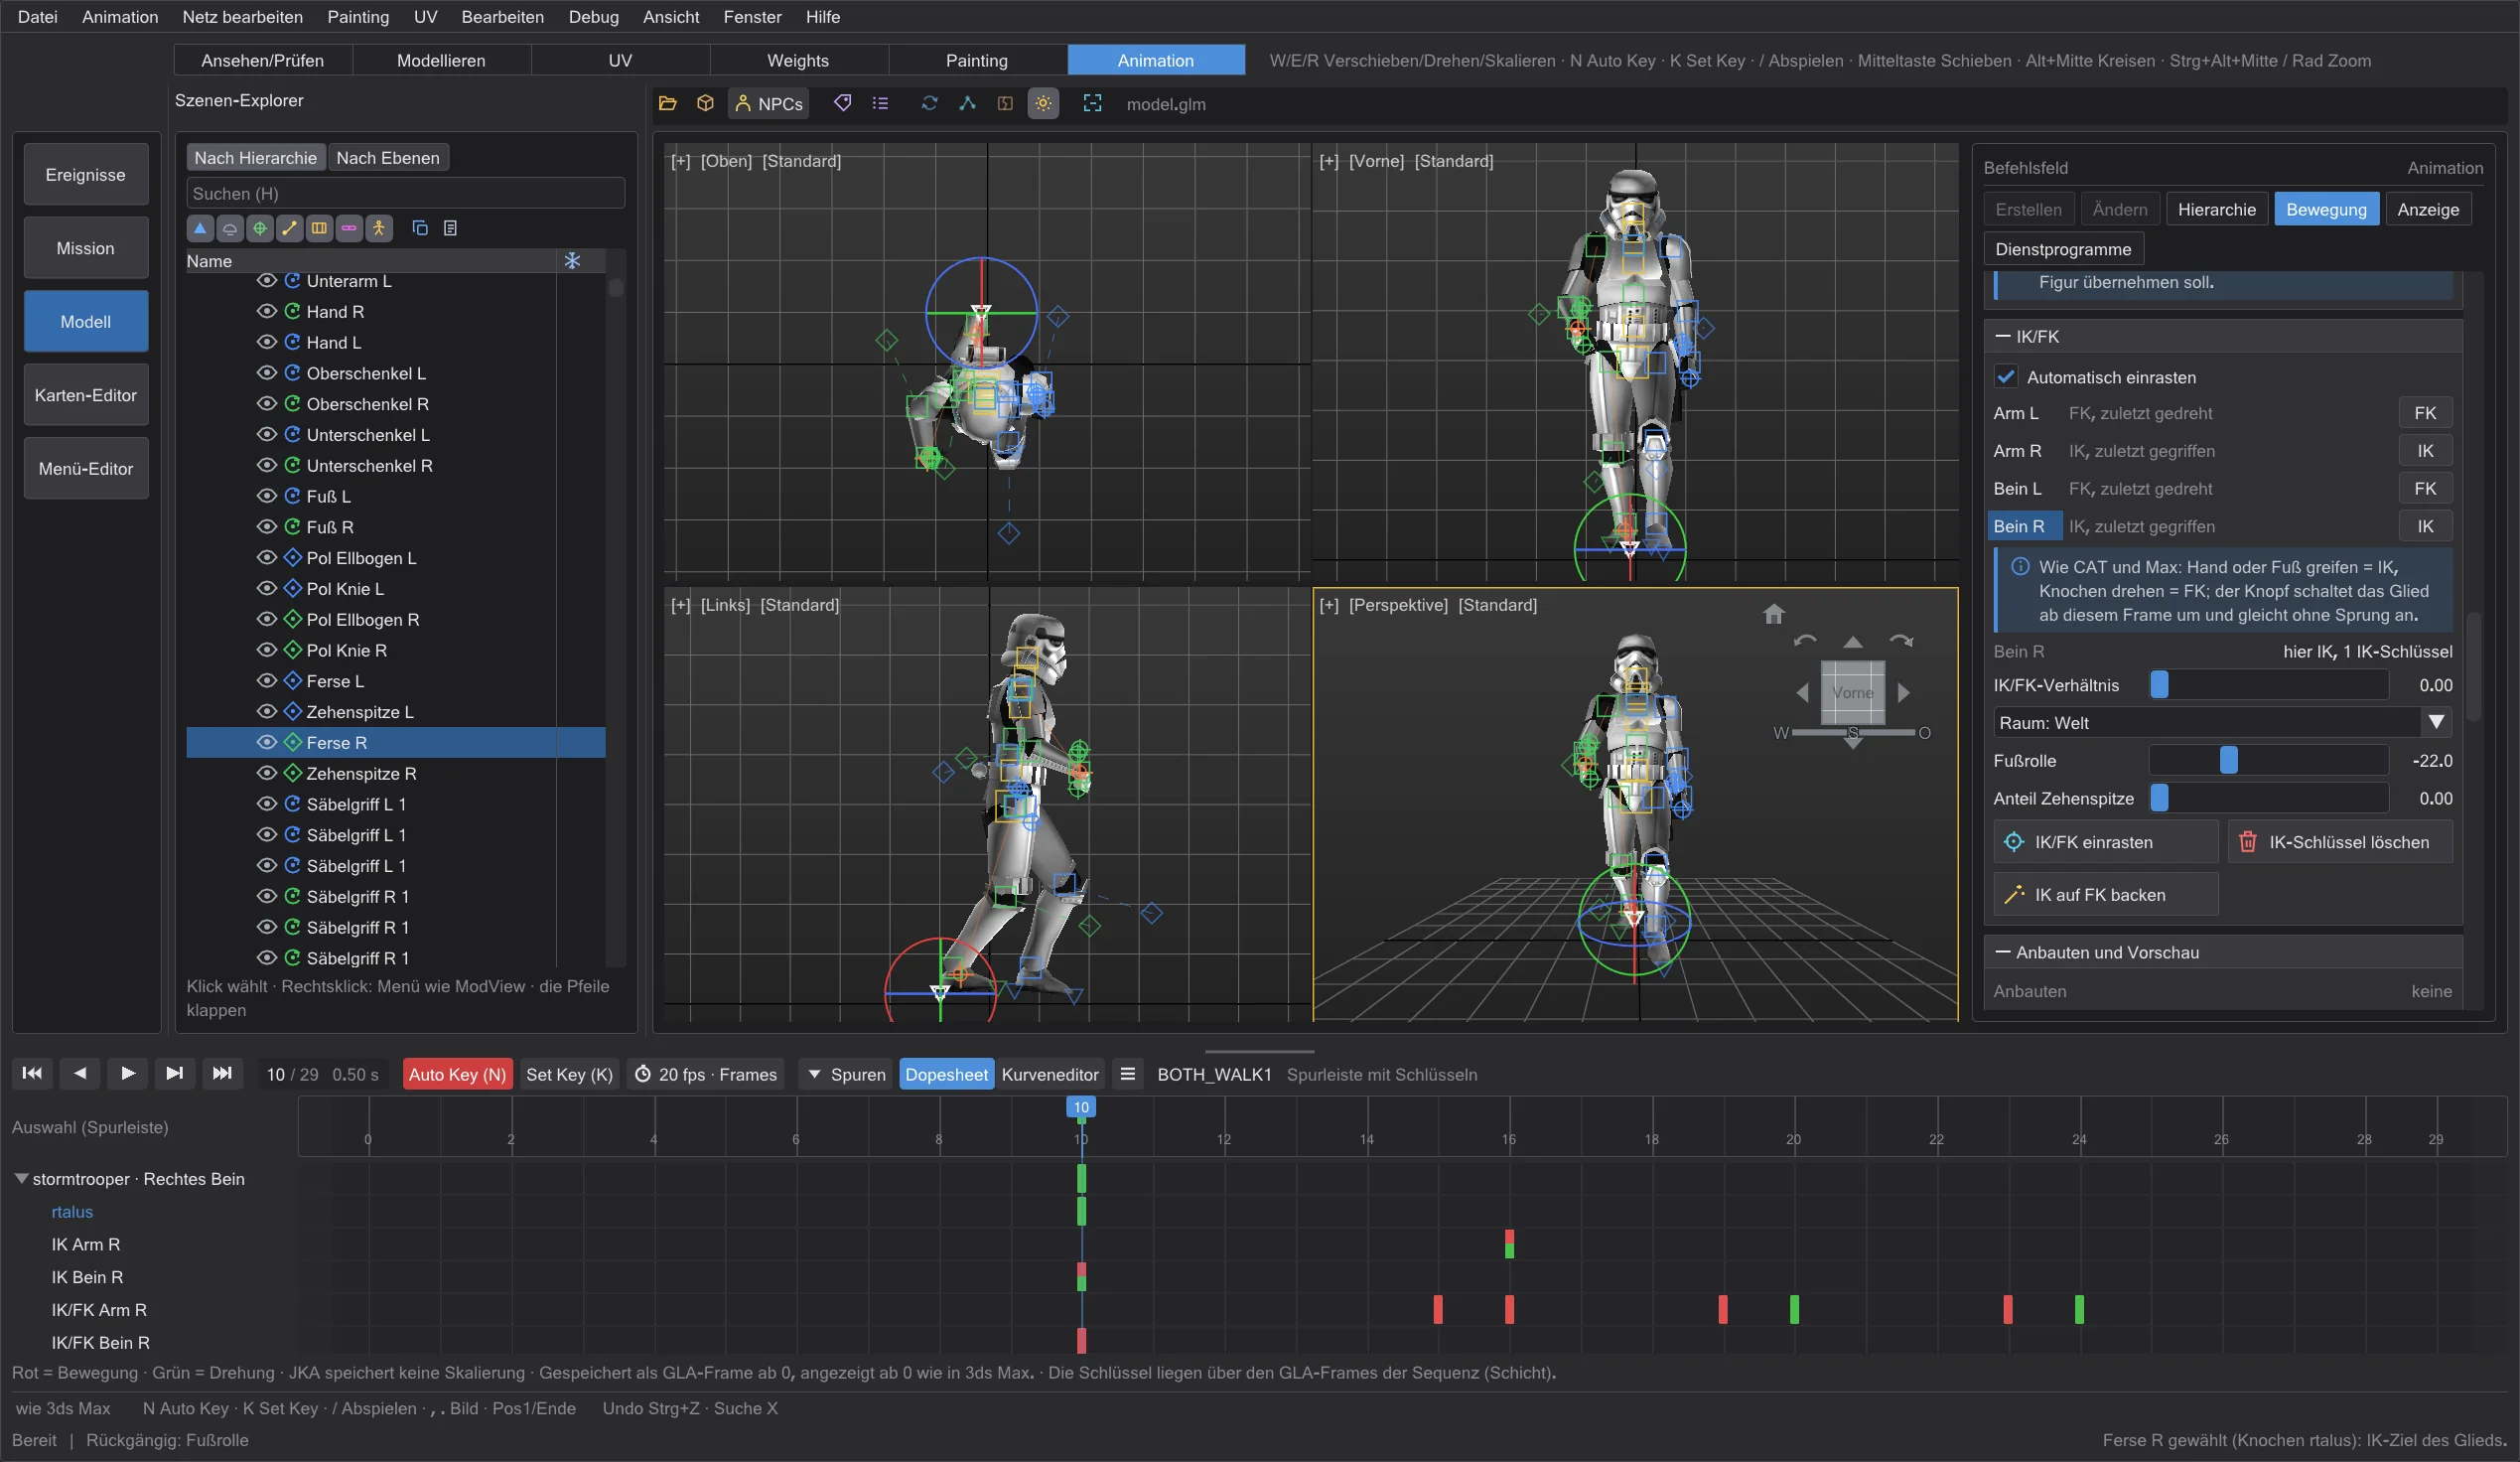 Datei Animation Netz bearbeiten Painting UV Bearbeiten Debug Ansicht Fenster Hilfe
Ansehen/Prüfen Modellieren UV Weights Painting Animation W/E/R Verschieben/Drehen/Skalieren · N Auto Key · K Set Key · / Abspielen · Mitteltaste Schieben · Alt+Mitte Kreisen · Strg+Alt+Mitte / Rad Zoom
Szenen-Explorer
NPCs model.glm
Ereignisse
Mission
Modell
Karten-Editor
Menü-Editor
Nach Hierarchie Nach Ebenen
Suchen (H)
Name
Unterarm L
Hand R
Hand L
Oberschenkel L
Oberschenkel R
Unterschenkel L
Unterschenkel R
Fuß L
Fuß R
Pol Ellbogen L
Pol Knie L
Pol Ellbogen R
Pol Knie R
Ferse L
Zehenspitze L
Ferse R
Zehenspitze R
Säbelgriff L 1
Säbelgriff L 1
Säbelgriff L 1
Säbelgriff R 1
Säbelgriff R 1
Säbelgriff R 1
Klick wählt · Rechtsklick: Menü wie ModView · die Pfeile
klappen
[+] [Oben] [Standard]
[+] [Vorne] [Standard]
[+] [Links] [Standard]
[+] [Perspektive] [Standard]
Vorne
W S O
Befehlsfeld Animation
Erstellen Ändern Hierarchie Bewegung Anzeige
Dienstprogramme
Figur übernehmen soll.
IK/FK
Automatisch einrasten
Arm L FK, zuletzt gedreht FK
Arm R IK, zuletzt gegriffen IK
Bein L FK, zuletzt gedreht FK
Bein R IK, zuletzt gegriffen IK
Wie CAT und Max: Hand oder Fuß greifen = IK,
Knochen drehen = FK; der Knopf schaltet das Glied
ab diesem Frame um und gleicht ohne Sprung an.
Bein R hier IK, 1 IK-Schlüssel
IK/FK-Verhältnis 0.00
Raum: Welt
Fußrolle -22.0
Anteil Zehenspitze 0.00
IK/FK einrasten IK-Schlüssel löschen
IK auf FK backen
Anbauten und Vorschau
Anbauten keine
10 / 29 0.50 s Auto Key (N) Set Key (K) 20 fps · Frames Spuren Dopesheet Kurveneditor BOTH_WALK1 Spurleiste mit Schlüsseln
10
Auswahl (Spurleiste)
0 2 4 6 8 10 12 14 16 18 20 22 24 26 28 29
stormtrooper · Rechtes Bein
rtalus
IK Arm R
IK Bein R
IK/FK Arm R
IK/FK Bein R
Rot = Bewegung · Grün = Drehung · JKA speichert keine Skalierung · Gespeichert als GLA-Frame ab 0, angezeigt ab 0 wie in 3ds Max. · Die Schlüssel liegen über den GLA-Frames der Sequenz (Schicht).
wie 3ds Max N Auto Key · K Set Key · / Abspielen · , . Bild · Pos1/Ende Undo Strg+Z · Suche X
Bereit | Rückgängig: Fußrolle Ferse R gewählt (Knochen rtalus): IK-Ziel des Glieds.